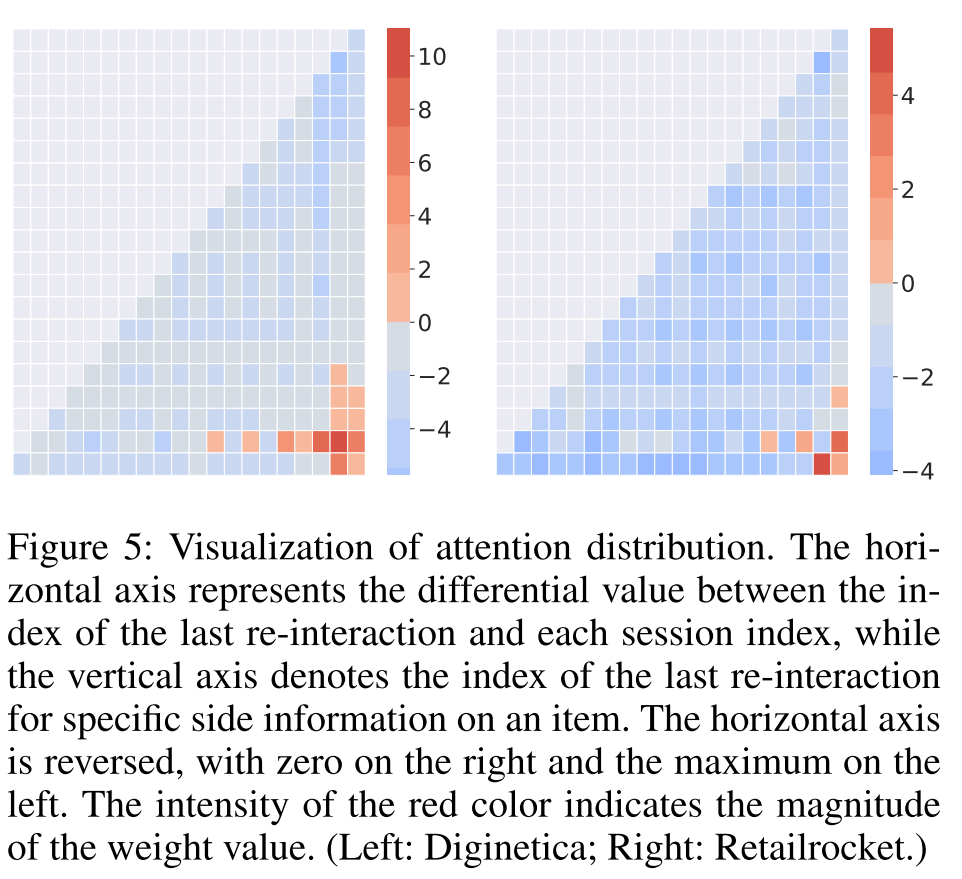 10
8
6
4
2
0
−2
−4
4
2
0
−2
−4
Figure 5: Visualization of attention distribution. The hori-
zontal axis represents the differential value between the in-
dex of the last re-interaction and each session index, while
the vertical axis denotes the index of the last re-interaction
for specific side information on an item. The horizontal axis
is reversed, with zero on the right and the maximum on the
left. The intensity of the red color indicates the magnitude
of the weight value. (Left: Diginetica; Right: Retailrocket.)